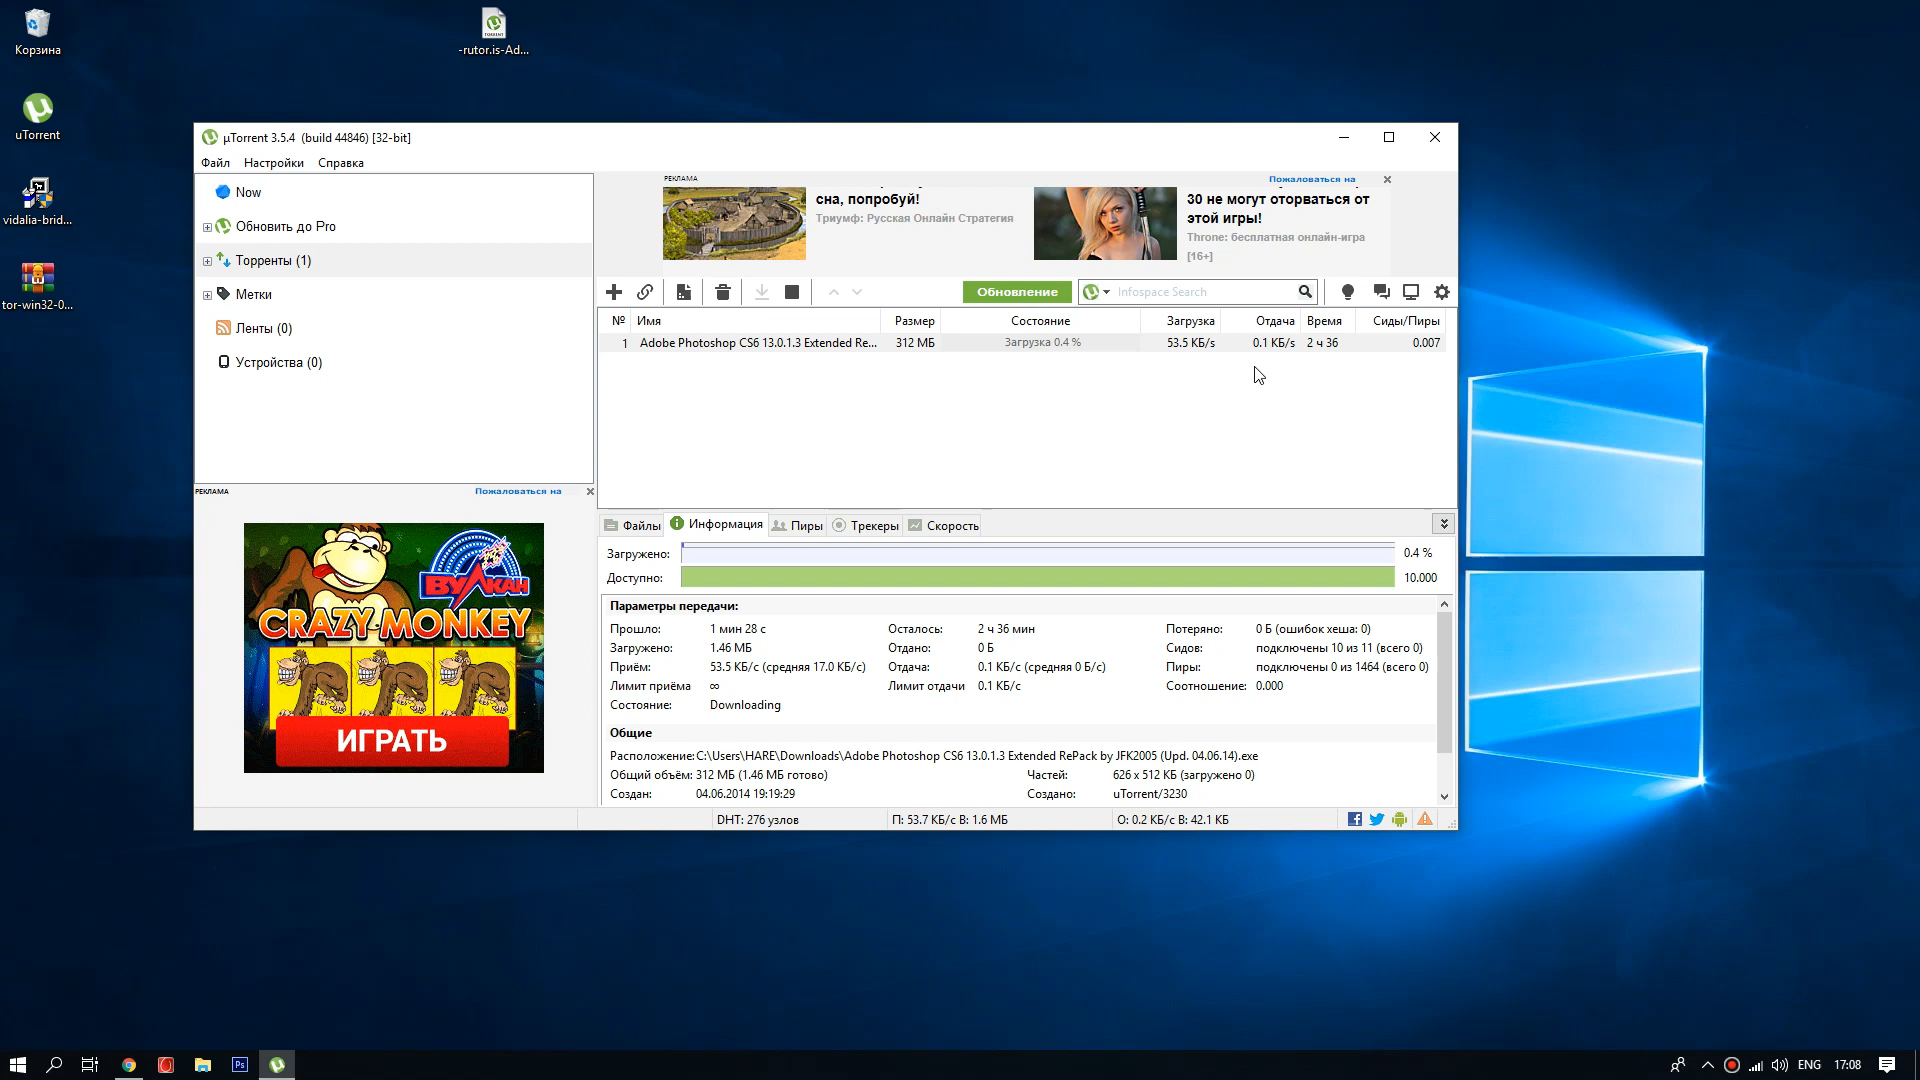 Корзина
-rutor.is-Ad...
uTorrent
vidalia-brid...
tor-win32-0...
µTorrent 3.5.4 (build 44846) [32-bit]
Файл Настройки Справка
Now
Обновить до Pro
Торренты (1)
Метки
Ленты (0)
Устройства (0)
РЕКЛАМА
Пожаловаться на
сна, попробуй!
Триумф: Русская Онлайн Стратегия
30 не могут оторваться от
этой игры!
Throne: бесплатная онлайн-игра
[16+]
Обновление
Infospace Search
№ Имя Размер Состояние Загрузка Отдача Время Сиды/Пиры
1 Adobe Photoshop CS6 13.0.1.3 Extended Re... 312 МБ Загрузка 0.4 % 53.5 КБ/s 0.1 КБ/s 2 ч 36 0.007
РЕКЛАМА
Пожаловаться на
ВУЛКАН
CRAZY MONKEY
ИГРАТЬ
Файлы Информация Пиры Трекеры Скорость
Загружено: 0.4 %
Доступно: 10.000
Параметры передачи:
Прошло: 1 мин 28 с Осталось: 2 ч 36 мин Потеряно: 0 Б (ошибок хеша: 0)
Загружено: 1.46 МБ Отдано: 0 Б Сидов: подключены 10 из 11 (всего 0)
Приём: 53.5 КБ/с (средняя 17.0 КБ/с) Отдача: 0.1 КБ/с (средняя 0 Б/с) Пиры: подключены 0 из 1464 (всего 0)
Лимит приёма ∞ Лимит отдачи 0.1 КБ/с Соотношение: 0.000
Состояние: Downloading
Общие
Расположение: C:\Users\HARE\Downloads\Adobe Photoshop CS6 13.0.1.3 Extended RePack by JFK2005 (Upd. 04.06.14).exe
Общий объём: 312 МБ (1.46 МБ готово) Частей: 626 x 512 КБ (загружено 0)
Создан: 04.06.2014 19:19:29 Создано: uTorrent/3230
DHT: 276 узлов П: 53.7 КБ/с В: 1.6 МБ О: 0.2 КБ/с В: 42.1 КБ
Ps
ENG 17:08